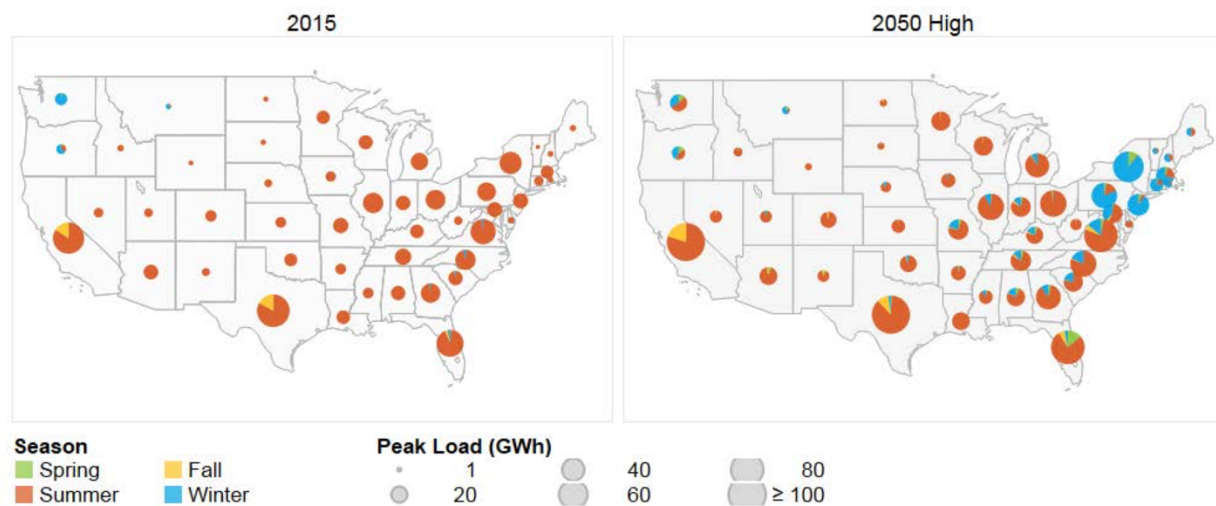 2015 2050 High
Season Peak Load (GWh)
Spring Fall 1 40 80
Summer Winter 20 60 ≥ 100